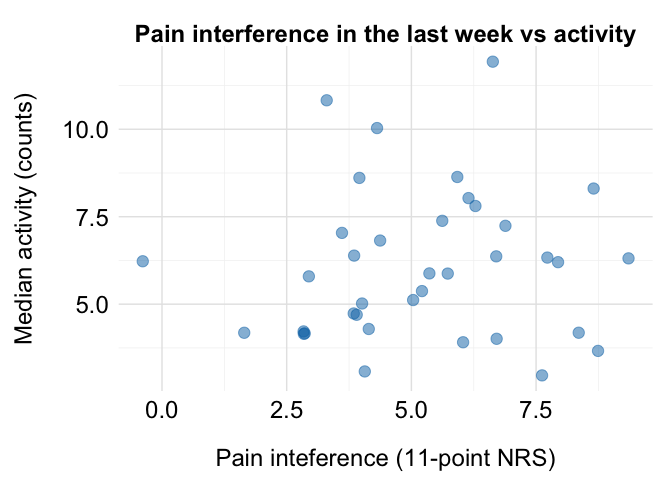 Pain interference in the last week vs activity
Median activity (counts)
10.0
7.5
5.0
0.0 2.5 5.0 7.5
Pain inteference (11-point NRS)